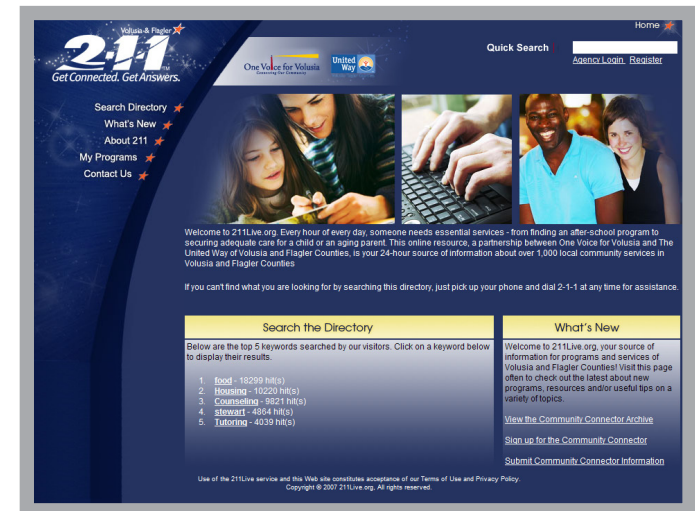 Home
Volusia & Flagler
2-1-1
Get Connected. Get Answers.
One Voice for Volusia
Connecting Our Community
United
Way
Quick Search
Agency Login Register
Search Directory
What's New
About 211
My Programs
Contact Us
Welcome to 211Live.org. Every hour of every day, someone needs essential services - from finding an after-school program to
securing adequate care for a child or an aging parent. This online resource, a partnership between One Voice for Volusia and The
United Way of Volusia and Flagler Counties, is your 24-hour source of information about over 1,000 local community services in
Volusia and Flagler Counties
If you can't find what you are looking for by searching this directory, just pick up your phone and dial 2-1-1 at any time for assistance.
Search the Directory
Below are the top 5 keywords searched by our visitors. Click on a keyword below
to display their results.
1. food - 18299 hit(s)
2. Housing - 10220 hit(s)
3. Counseling - 9821 hit(s)
4. stewart - 4864 hit(s)
5. Tutoring - 4039 hit(s)
What's New
Welcome to 211Live.org, your source of
information for programs and services of
Volusia and Flagler Counties! Visit this page
often to check out the latest about new
programs, resources and/or useful tips on a
variety of topics.
View the Community Connector Archive
Sign up for the Community Connector
Submit Community Connector Information
Use of the 211Live service and this Web site constitutes acceptance of our Terms of Use and Privacy Policy.
Copyright © 2007 211Live.org. All rights reserved.